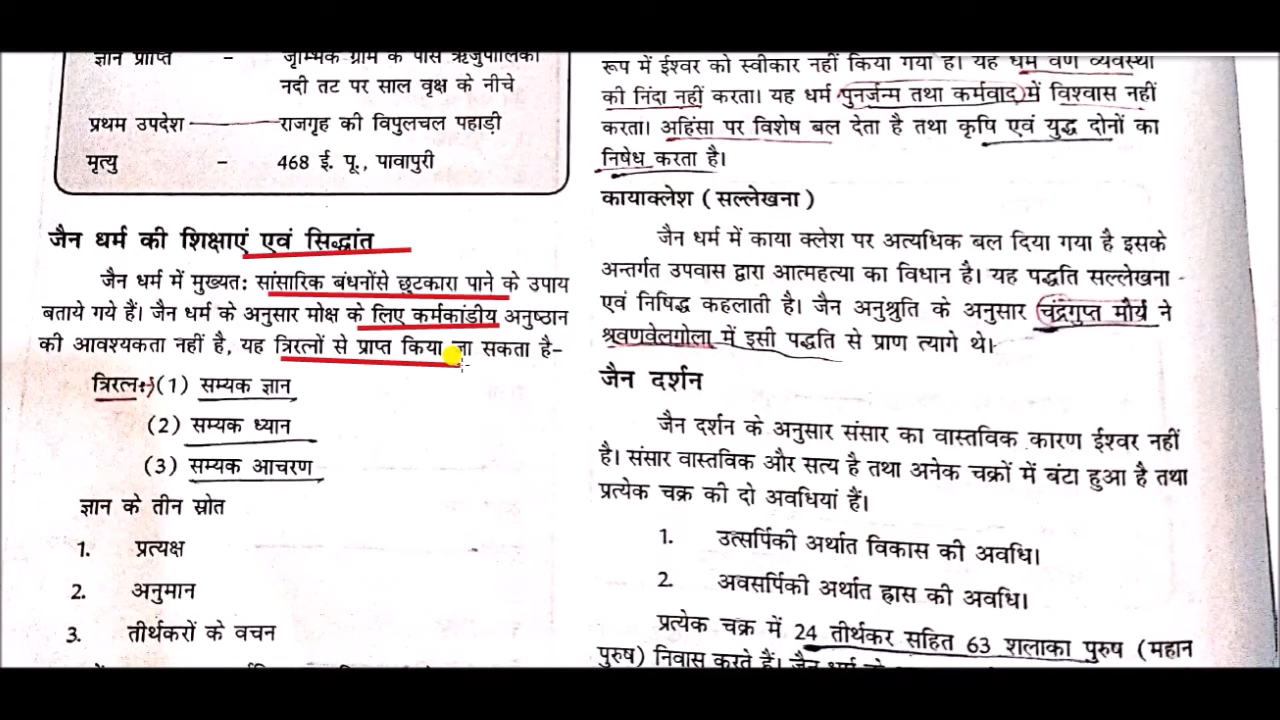 ज्ञान प्राप्ति - जृम्भिक ग्राम के पास ऋजुपालिका
नदी तट पर साल वृक्ष के नीचे
प्रथम उपदेश - राजगृह की विपुलचल पहाड़ी
मृत्यु - 468 ई. पू., पावापुरी
जैन धर्म की शिक्षाएं एवं सिद्धांत
जैन धर्म में मुख्यतः सांसारिक बंधनोंसे छुटकारा पाने के उपाय
बताये गये हैं। जैन धर्म के अनुसार मोक्ष के लिए कर्मकांडीय अनुष्ठान
की आवश्यकता नहीं है, यह त्रिरत्नों से प्राप्त किया जा सकता है-
त्रिरत्नः (1) सम्यक ज्ञान
(2) सम्यक ध्यान
(3) सम्यक आचरण
ज्ञान के तीन स्रोत
1. प्रत्यक्ष
2. अनुमान
3. तीर्थकरों के वचन
रूप में ईश्वर को स्वीकार नहीं किया गया है। यह धर्म वर्ण व्यवस्था
की निंदा नहीं करता। यह धर्म पुनर्जन्म तथा कर्मवाद में विश्वास नहीं
करता। अहिंसा पर विशेष बल देता है तथा कृषि एवं युद्ध दोनों का
निषेध करता है।
कायाक्लेश (सल्लेखना)
जैन धर्म में काया क्लेश पर अत्यधिक बल दिया गया है इसके
अन्तर्गत उपवास द्वारा आत्महत्या का विधान है। यह पद्धति सल्लेखना
एवं निषिद्ध कहलाती है। जैन अनुश्रुति के अनुसार चंद्रगुप्त मौर्य ने
श्रवणवेलगोला में इसी पद्धति से प्राण त्यागे थे।
जैन दर्शन
जैन दर्शन के अनुसार संसार का वास्तविक कारण ईश्वर नहीं
है। संसार वास्तविक और सत्य है तथा अनेक चक्रों में बंटा हुआ है तथा
प्रत्येक चक्र की दो अवधियां हैं।
1. उत्सर्पिकी अर्थात विकास की अवधि।
2. अवसर्पिकी अर्थात ह्रास की अवधि।
प्रत्येक चक्र में 24 तीर्थकर सहित 63 शलाका पुरुष (महान
पुरुष) निवास करते हैं। जैन धर्म के